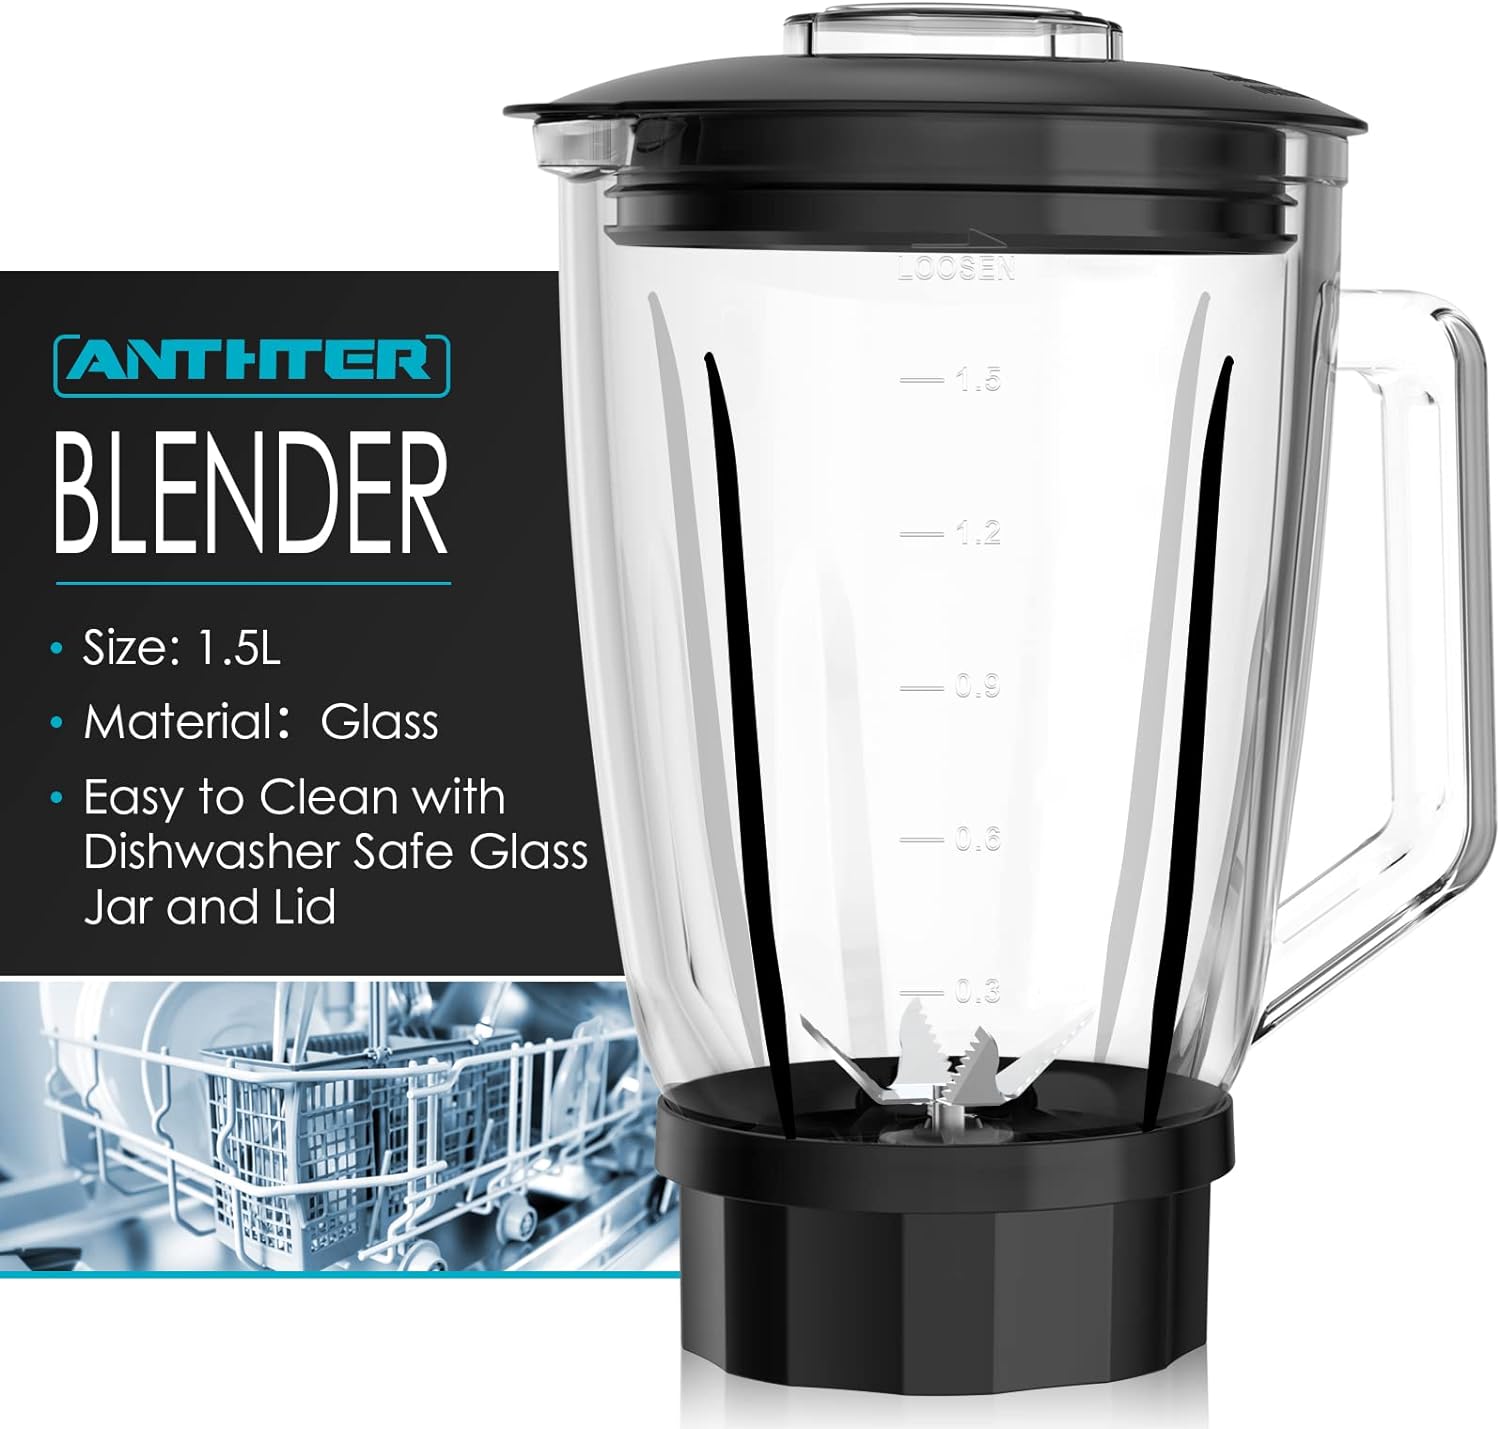 ANTHTER
BLENDER
• Size: 1.5L
• Material：Glass
• Easy to Clean with
Dishwasher Safe Glass
Jar and Lid
LOOSEN
1.5
1.2
0.9
0.6
0.3